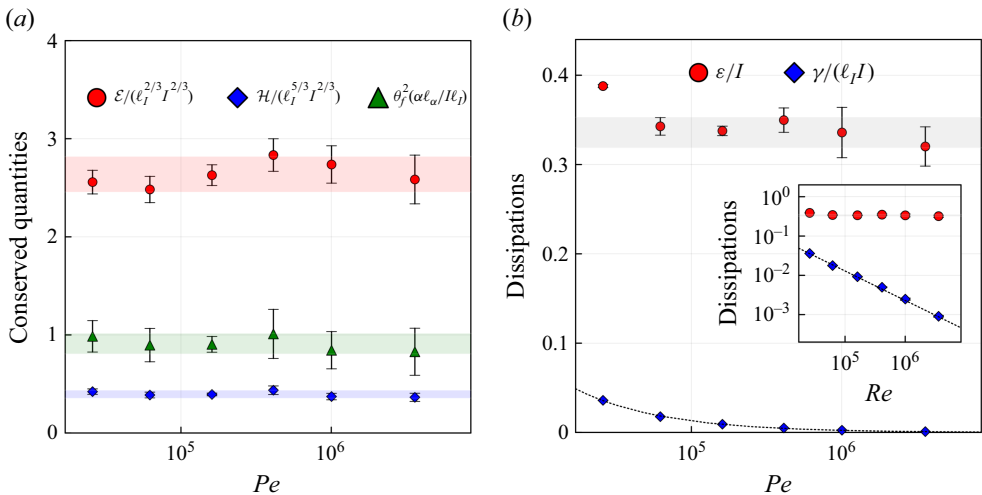 (a)
4
3
2
1
0
Conserved quantities
ℰ/(ℓ_I^{2/3}I^{2/3})
ℋ/(ℓ_I^{5/3}I^{2/3})
θ_f^2(αℓ_α/Iℓ_I)
10^5
10^6
Pe
(b)
0.4
0.3
0.2
0.1
0
Dissipations
ε/I
γ/(ℓ_I I)
10^5
10^6
Pe
10^0
10^{-1}
10^{-2}
10^{-3}
Dissipations
10^5
10^6
Re